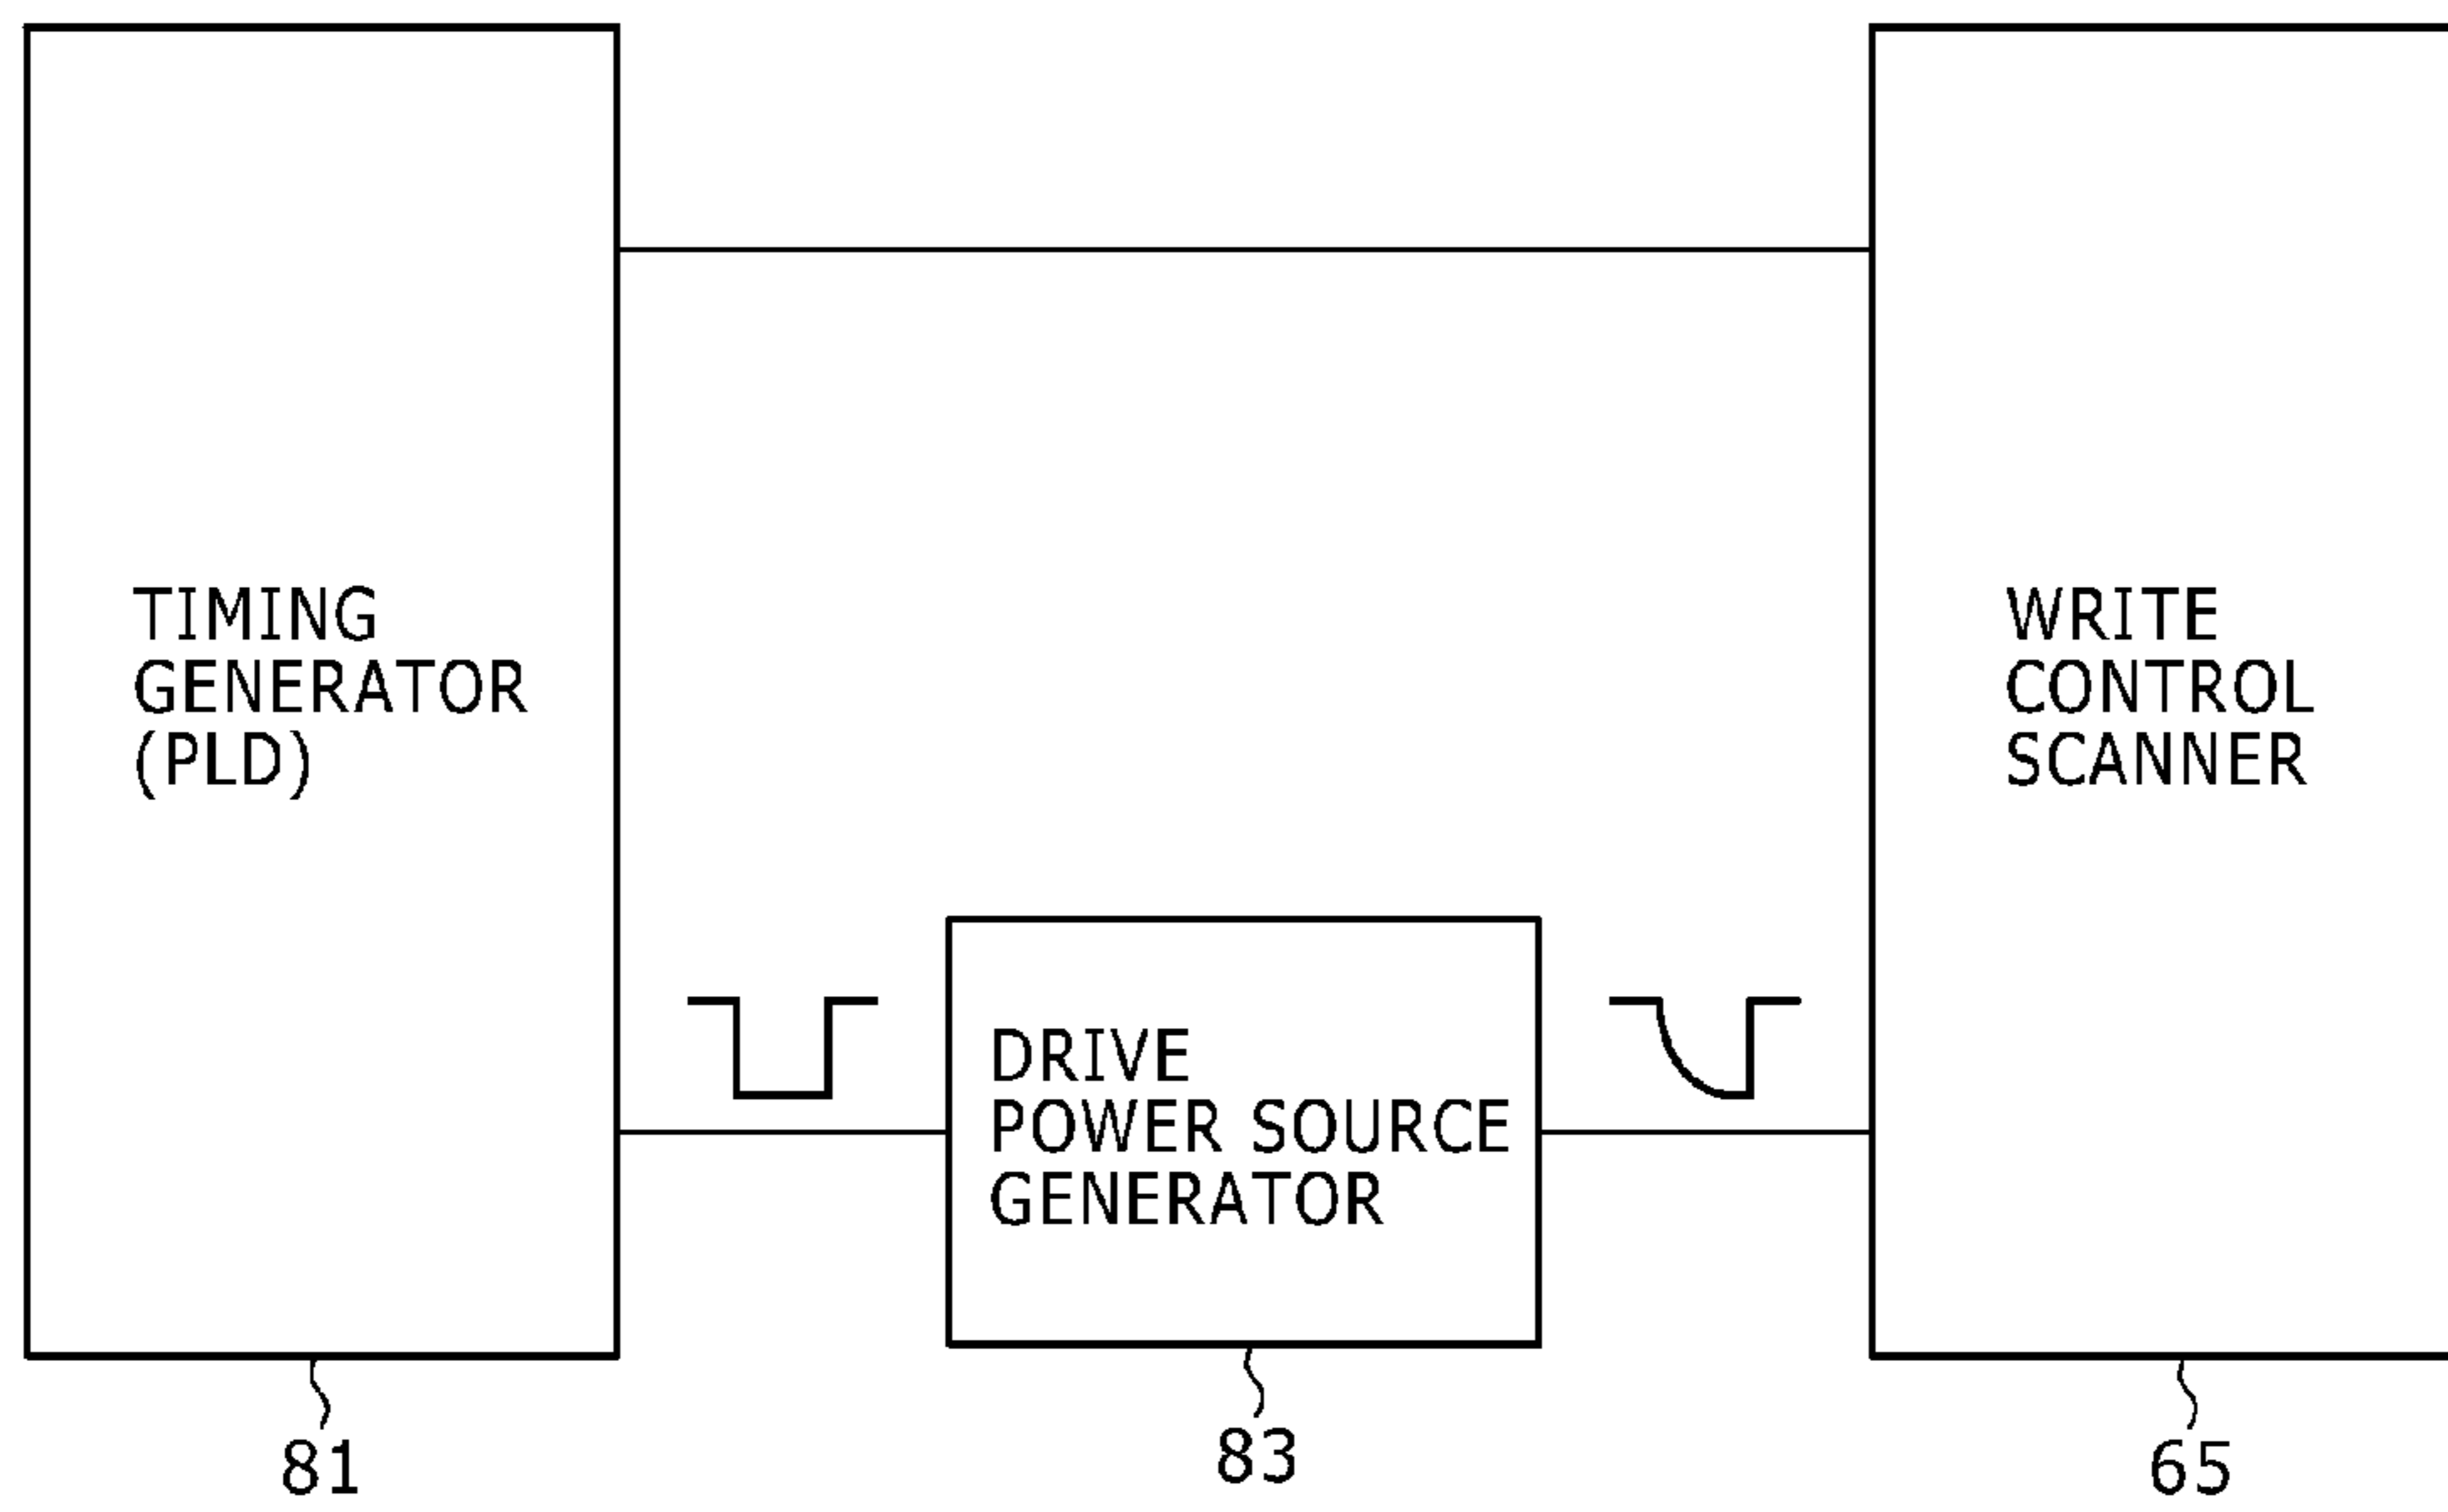 TIMING
GENERATOR
(PLD)
WRITE
CONTROL
SCANNER
DRIVE
POWER SOURCE
GENERATOR
81
83
65